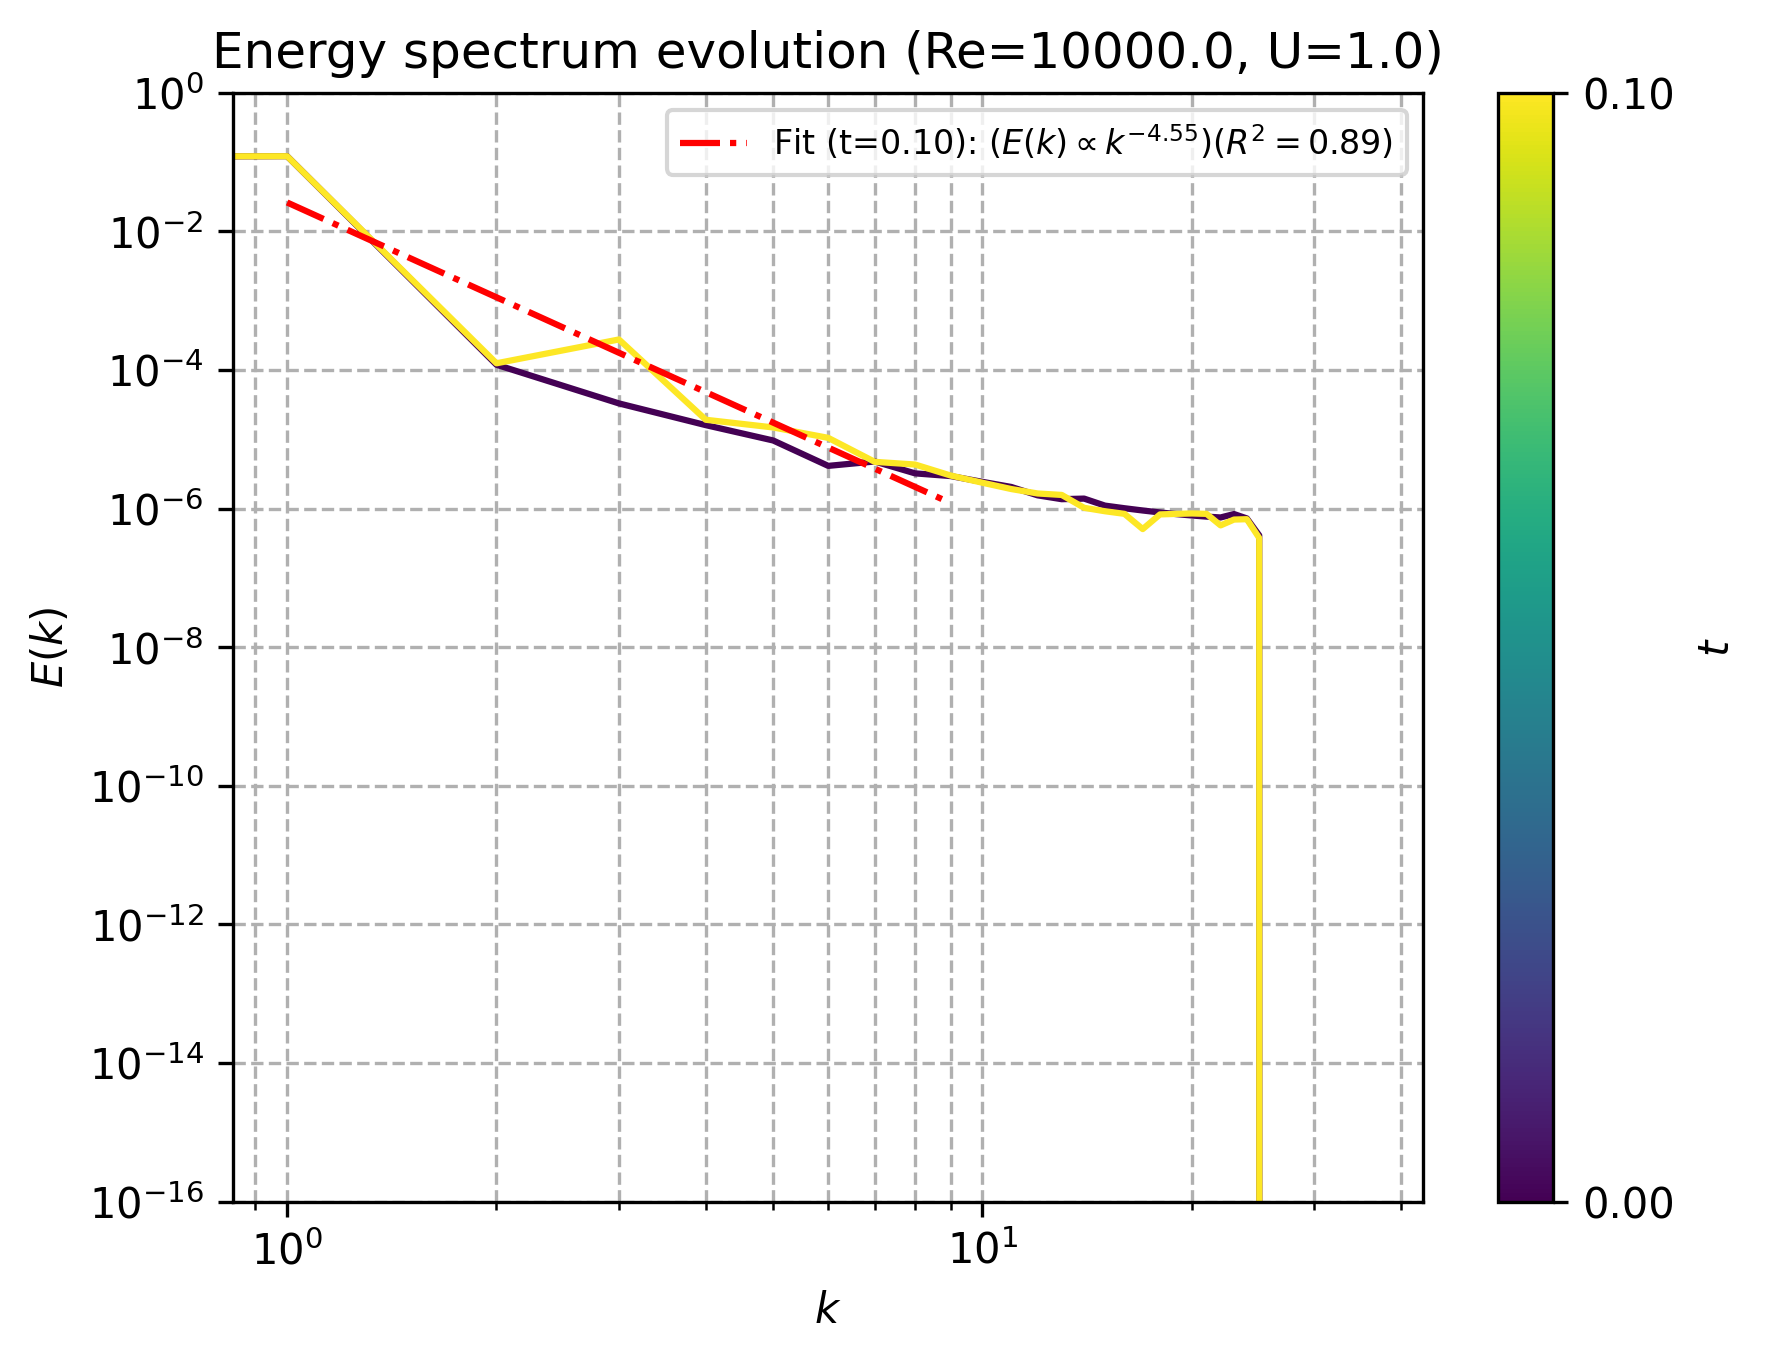 Energy spectrum evolution (Re=10000.0, U=1.0)
Fit (t=0.10): (E(k) ∝ k^{-4.55})(R^2 = 0.89)
10^0
10^{-2}
10^{-4}
10^{-6}
10^{-8}
10^{-10}
10^{-12}
10^{-14}
10^{-16}
E(k)
10^0
10^1
k
0.10
0.00
t